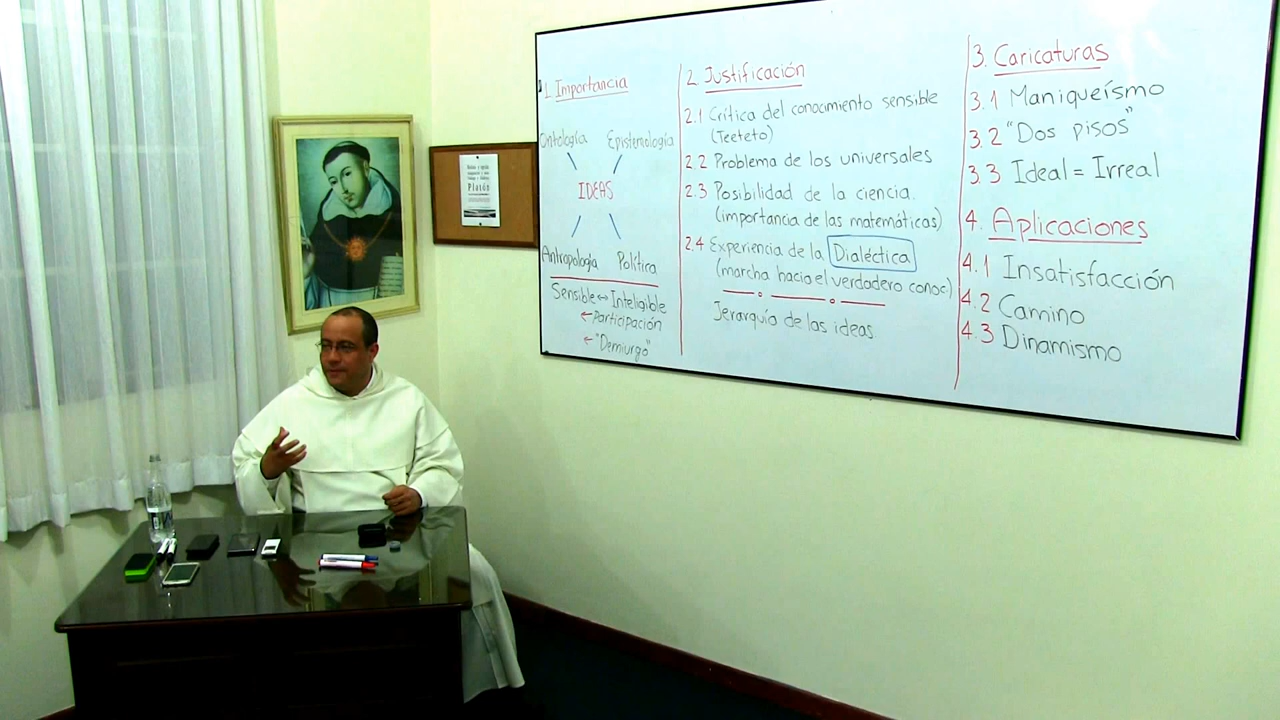 1. Importancia
Ontología Epistemología
IDEAS
Antropología Política
Sensible ↔ Inteligible
← Participación
← "Demiurgo"
2. Justificación
2.1 Crítica del conocimiento sensible
(Teeteto)
2.2 Problema de los universales
2.3 Posibilidad de la ciencia.
(importancia de las matemáticas)
2.4 Experiencia de la Dialéctica
(marcha hacia el verdadero conoc)
Jerarquía de las ideas
3. Caricaturas
3.1 Maniqueísmo
3.2 "Dos pisos"
3.3 Ideal = Irreal
4. Aplicaciones
4.1 Insatisfacción
4.2 Camino
4.3 Dinamismo
Platón